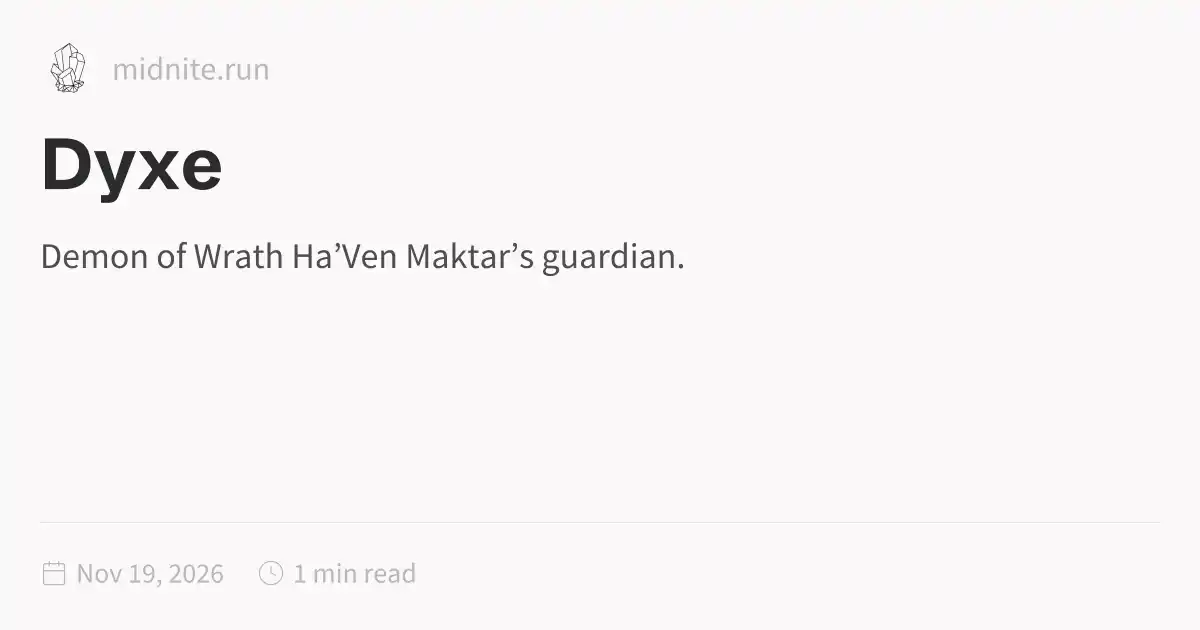 midnite.run
Dyxe
Demon of Wrath Ha’Ven Maktar’s guardian.
Nov 19, 2026 1 min read